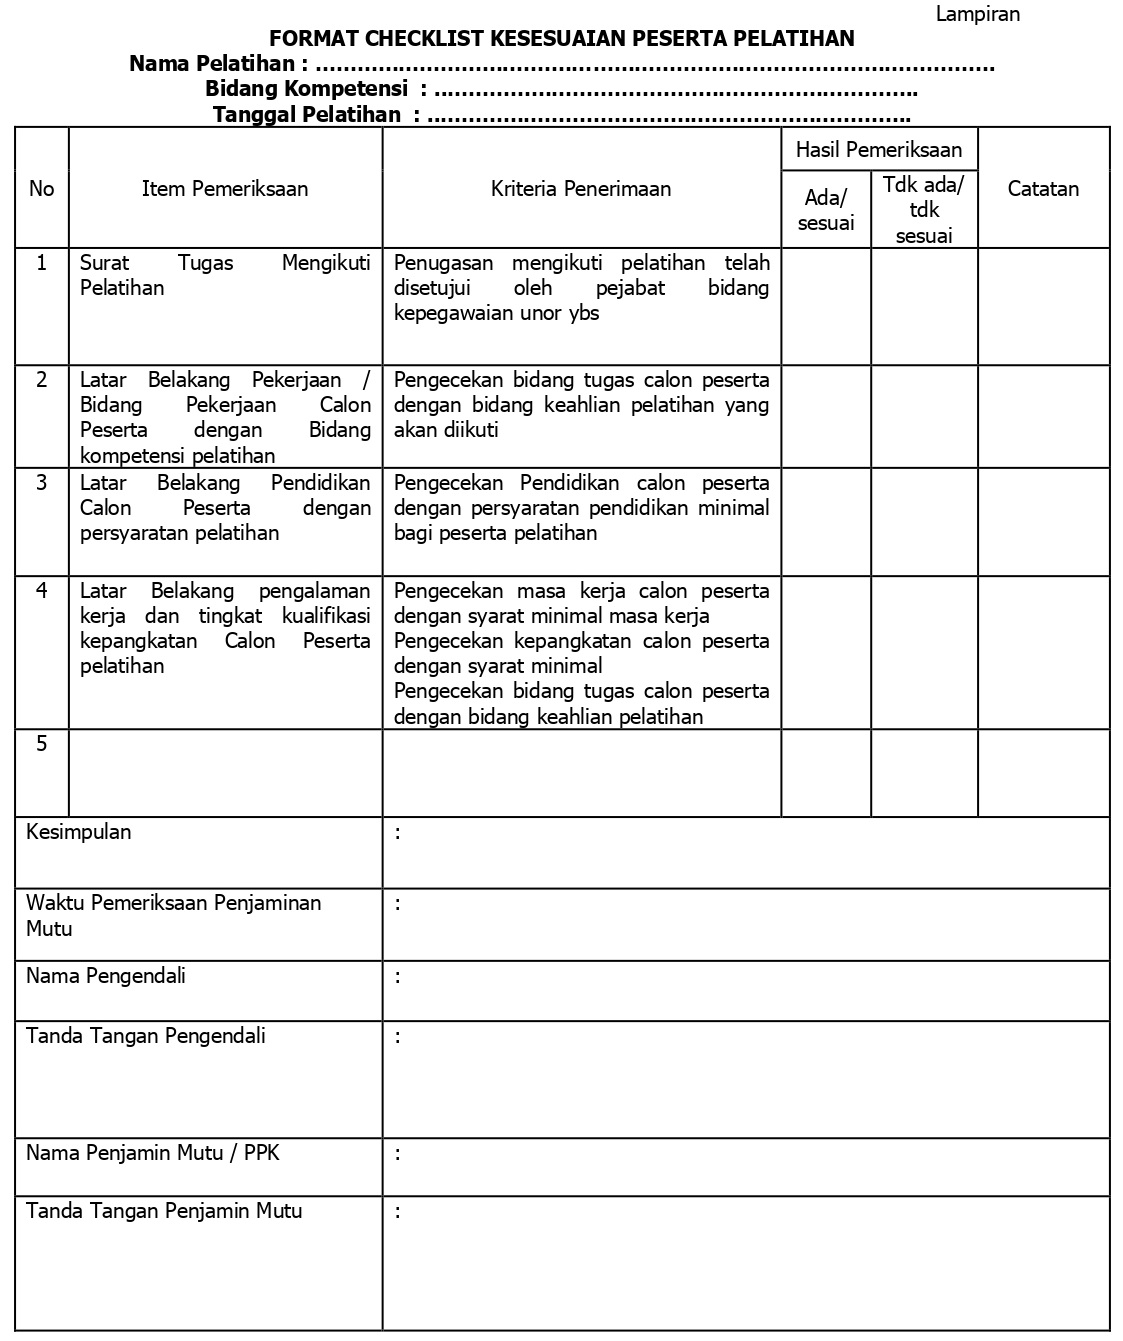 Lampiran
FORMAT CHECKLIST KESESUAIAN PESERTA PELATIHAN
Nama Pelatihan : ……………………………………………………………………………………
Bidang Kompetensi : …………………………………………………………..
Tanggal Pelatihan : …………………………………………………………..
No
Item Pemeriksaan
Kriteria Penerimaan
Hasil Pemeriksaan
Ada/
sesuai
Tdk ada/
tdk
sesuai
Catatan
1
Surat Tugas Mengikuti
Pelatihan
Penugasan mengikuti pelatihan telah
disetujui oleh pejabat bidang
kepegawaian unor ybs
2
Latar Belakang Pekerjaan /
Bidang Pekerjaan Calon
Peserta dengan Bidang
kompetensi pelatihan
Pengecekan bidang tugas calon peserta
dengan bidang keahlian pelatihan yang
akan diikuti
3
Latar Belakang Pendidikan
Calon Peserta dengan
persyaratan pelatihan
Pengecekan Pendidikan calon peserta
dengan persyaratan pendidikan minimal
bagi peserta pelatihan
4
Latar Belakang pengalaman
kerja dan tingkat kualifikasi
kepangkatan Calon Peserta
pelatihan
Pengecekan masa kerja calon peserta
dengan syarat minimal masa kerja
Pengecekan kepangkatan calon peserta
dengan syarat minimal
Pengecekan bidang tugas calon peserta
dengan bidang keahlian pelatihan
5
Kesimpulan
:
Waktu Pemeriksaan Penjaminan
Mutu
:
Nama Pengendali
:
Tanda Tangan Pengendali
:
Nama Penjamin Mutu / PPK
:
Tanda Tangan Penjamin Mutu
: